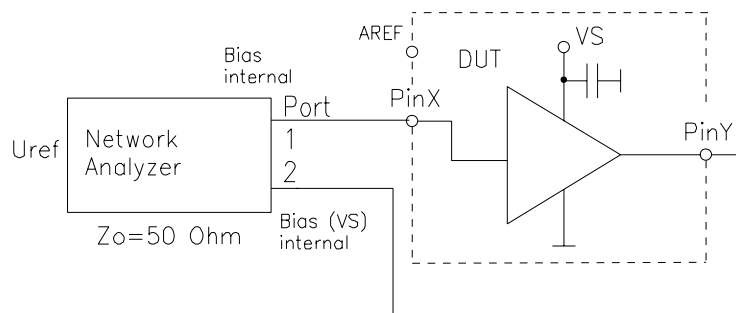 AREF
VS
DUT
Bias
internal
PinX
Port
PinY
1
Uref
Network
Analyzer
2
Bias (VS)
internal
Zo=50 Ohm